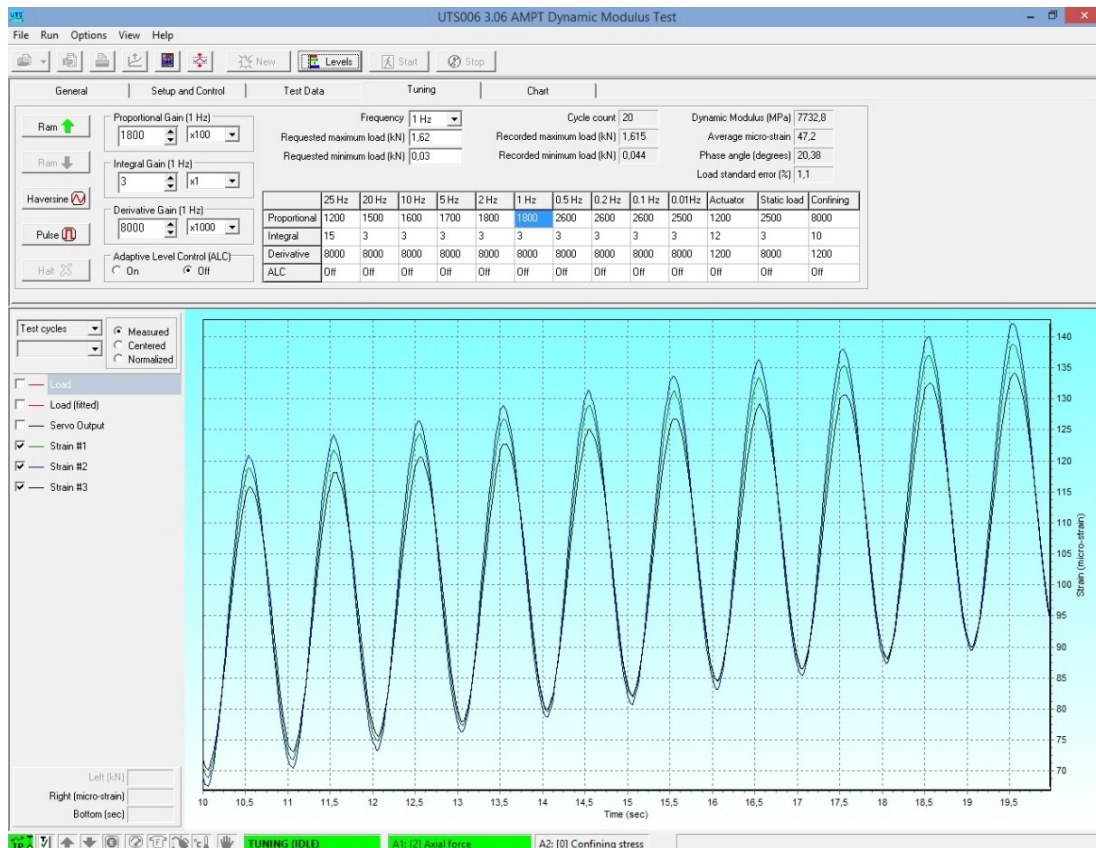 UTS006 3.06 AMPT Dynamic Modulus Test
File Run Options View Help
New Levels Start Stop
General Setup and Control Test Data Tuning Chart
Ram
Ram
Haversine
Pulse
Halt
Proportional Gain (1 Hz)
1800 x100
Integral Gain (1 Hz)
3 x1
Derivative Gain (1 Hz)
8000 x1000
Adaptive Level Control (ALC)
On Off
Frequency 1 Hz
Requested maximum load (kN) 1,62
Requested minimum load (kN) 0,03
Cycle count 20
Recorded maximum load (kN) 1,615
Recorded minimum load (kN) 0,044
Dynamic Modulus (MPa) 7732,8
Average micro-strain 47,2
Phase angle (degrees) 20,38
Load standard error (%) 1,1
25 Hz 20 Hz 10 Hz 5 Hz 2 Hz 1 Hz 0.5 Hz 0.2 Hz 0.1 Hz 0.01Hz Actuator Static load Confining
Proportional 1200 1500 1600 1700 1800 1800 2600 2600 2600 2500 1200 2500 8000
Integral 15 3 3 3 3 3 3 3 3 3 12 3 10
Derivative 8000 8000 8000 8000 8000 8000 8000 8000 8000 8000 1200 8000 1200
ALC Off Off Off Off Off Off Off Off Off Off Off Off Off
Test cycles
Measured
Centered
Normalized
Load
Load (fitted)
Servo Output
Strain #1
Strain #2
Strain #3
140
135
130
125
120
115
110
105
100
95
90
85
80
75
70
Strain (micro-strain)
10 10,5 11 11,5 12 12,5 13 13,5 14 14,5 15 15,5 16 16,5 17 17,5 18 18,5 19 19,5
Time (sec)
Left (kN)
Right (micro-strain)
Bottom (sec)
TUNING (IDLE) A1: [2] Axial force A2: [0] Confining stress